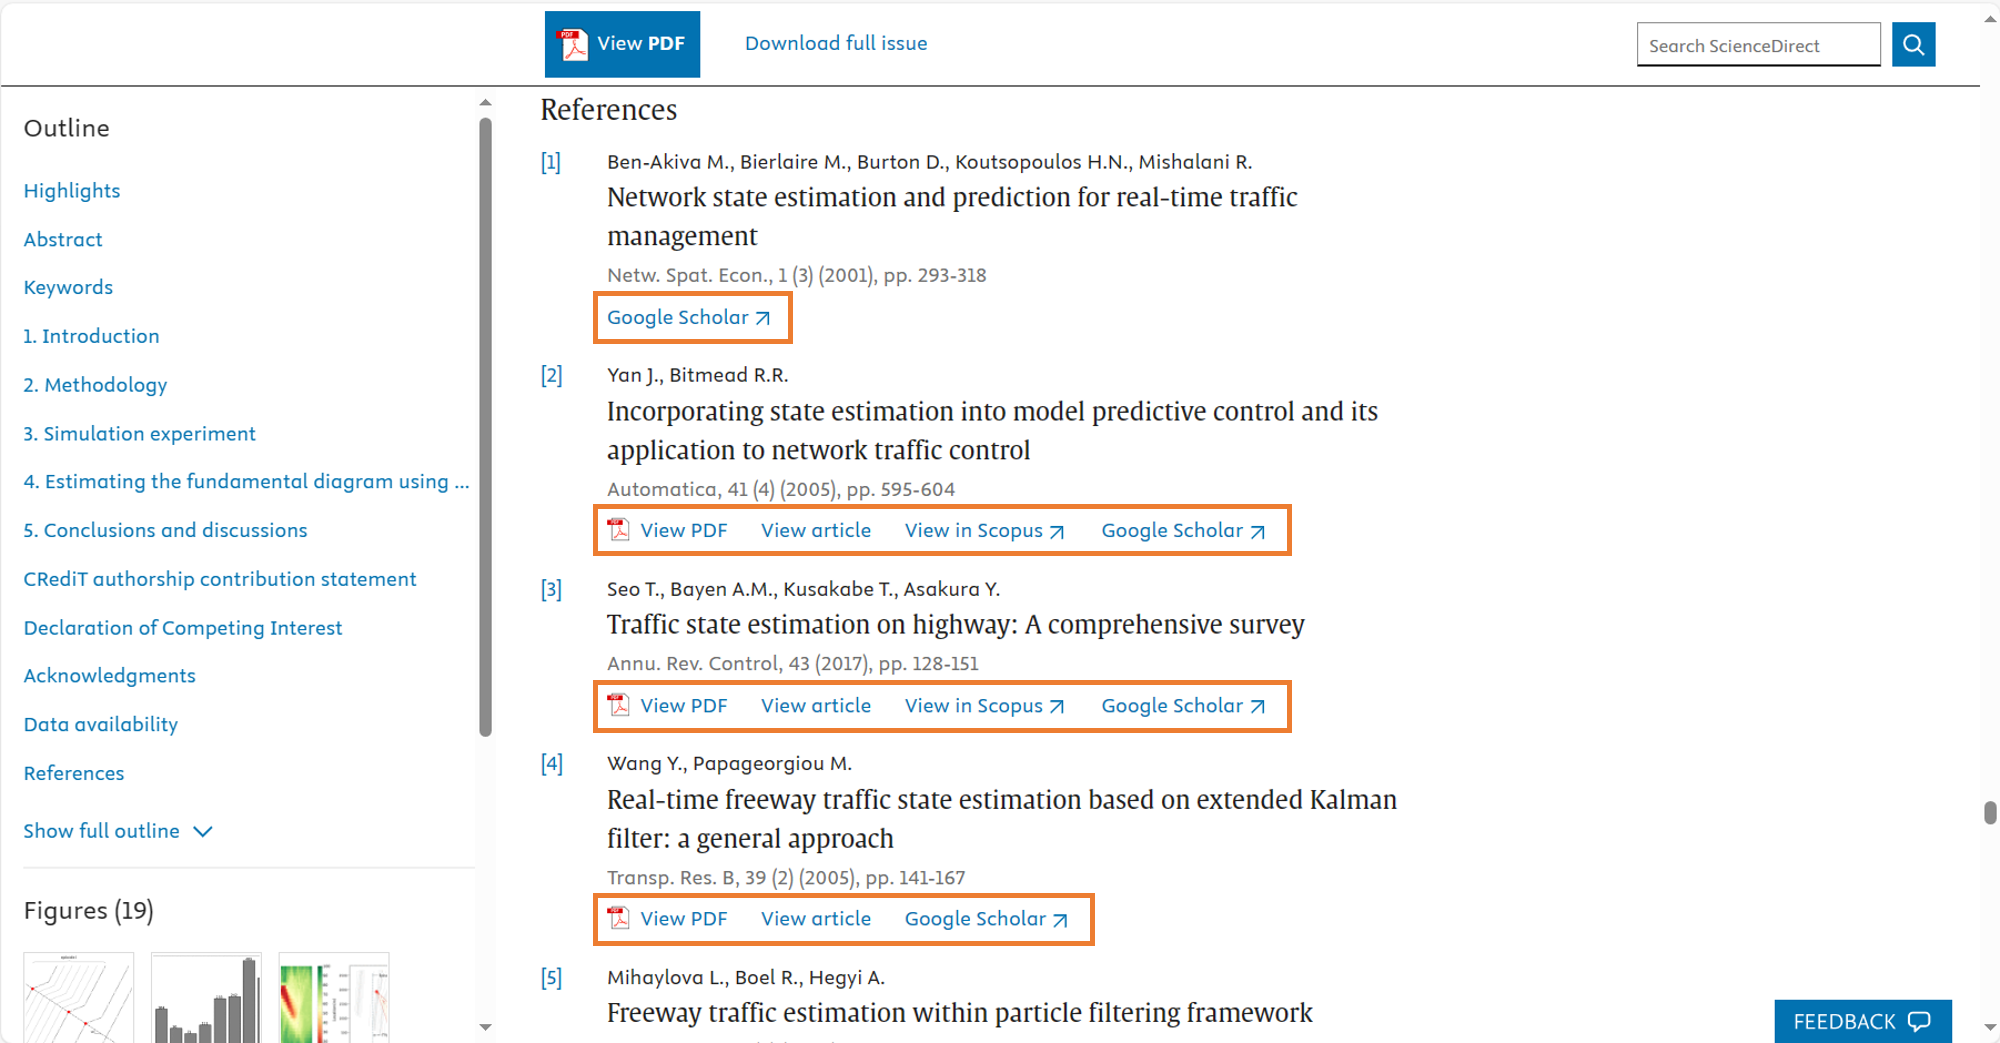 View PDF
Download full issue
Search ScienceDirect
Outline
Highlights
Abstract
Keywords
1. Introduction
2. Methodology
3. Simulation experiment
4. Estimating the fundamental diagram using ...
5. Conclusions and discussions
CRediT authorship contribution statement
Declaration of Competing Interest
Acknowledgments
Data availability
References
Show full outline
Figures (19)
References
[1] Ben-Akiva M., Bierlaire M., Burton D., Koutsopoulos H.N., Mishalani R.
Network state estimation and prediction for real-time traffic
management
Netw. Spat. Econ., 1 (3) (2001), pp. 293-318
Google Scholar
[2] Yan J., Bitmead R.R.
Incorporating state estimation into model predictive control and its
application to network traffic control
Automatica, 41 (4) (2005), pp. 595-604
View PDF View article View in Scopus Google Scholar
[3] Seo T., Bayen A.M., Kusakabe T., Asakura Y.
Traffic state estimation on highway: A comprehensive survey
Annu. Rev. Control, 43 (2017), pp. 128-151
View PDF View article View in Scopus Google Scholar
[4] Wang Y., Papageorgiou M.
Real-time freeway traffic state estimation based on extended Kalman
filter: a general approach
Transp. Res. B, 39 (2) (2005), pp. 141-167
View PDF View article Google Scholar
[5] Mihaylova L., Boel R., Hegyi A.
Freeway traffic estimation within particle filtering framework
FEEDBACK